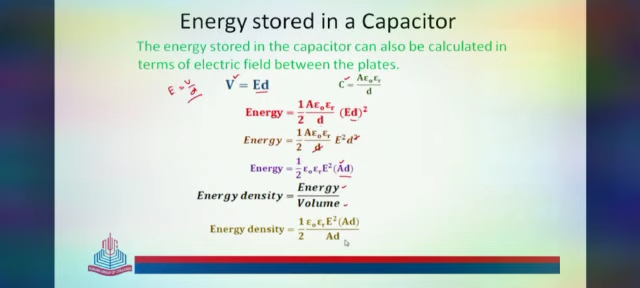 Energy stored in a Capacitor
The energy stored in the capacitor can also be calculated in
terms of electric field between the plates.
E = V/d V = Ed C = Aε₀εᵣ/d
Energy = 1/2 Aε₀εᵣ/d (Ed)²
Energy = 1/2 Aε₀εᵣ/d E²d²
Energy = 1/2 ε₀εᵣE²(Ad)
Energy density = Energy/Volume
Energy density = 1/2 ε₀εᵣE²(Ad)/Ad